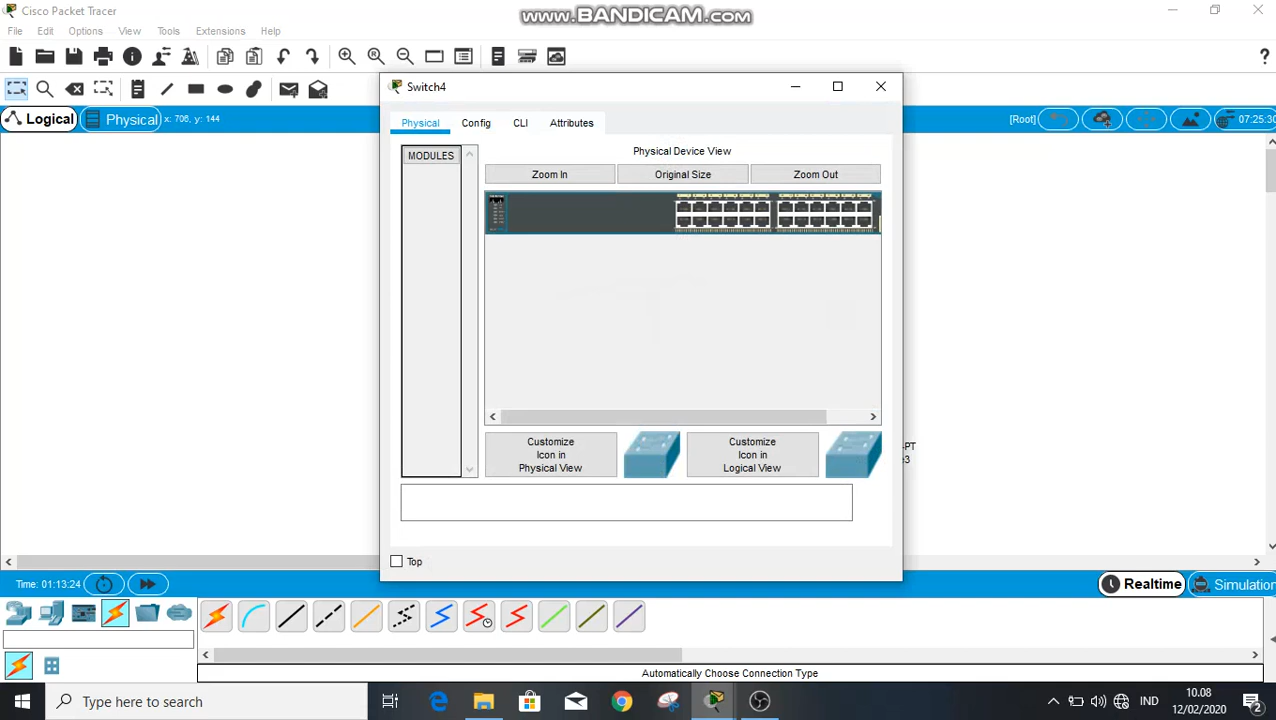 Cisco Packet Tracer
www.BANDICAM.com
File Edit Options View Tools Extensions Help
Switch4
Logical Physical x: 706, y: 144
[Root] 07:25:30
Physical Config CLI Attributes
MODULES
Physical Device View
Zoom In Original Size Zoom Out
Customize
Icon in
Physical View
Customize
Icon in
Logical View
-PT
Top
Time: 01:13:24
Realtime Simulation
Automatically Choose Connection Type
Type here to search
IND
10.08
12/02/2020
2